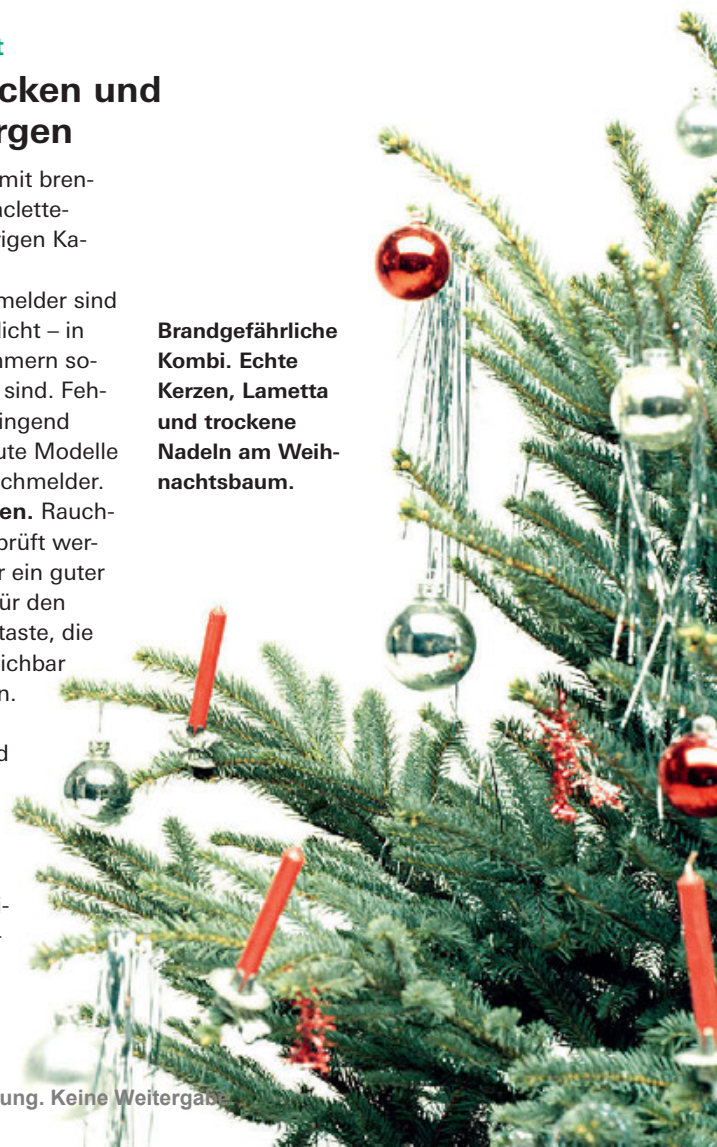 t
cken und
rgen
mit bren-
aclette-
igen Ka-
melder sind
licht – in
mmern so-
sind. Feh-
ingend
ute Modelle
chmelder.
en. Rauch-
prüft wer-
r ein guter
ür den
taste, die
ichbar
n.
d
i-
-
Brandgefährliche
Kombi. Echte
Kerzen, Lametta
und trockene
Nadeln am Weih-
nachtsbaum.
ung. Keine Weitergabe